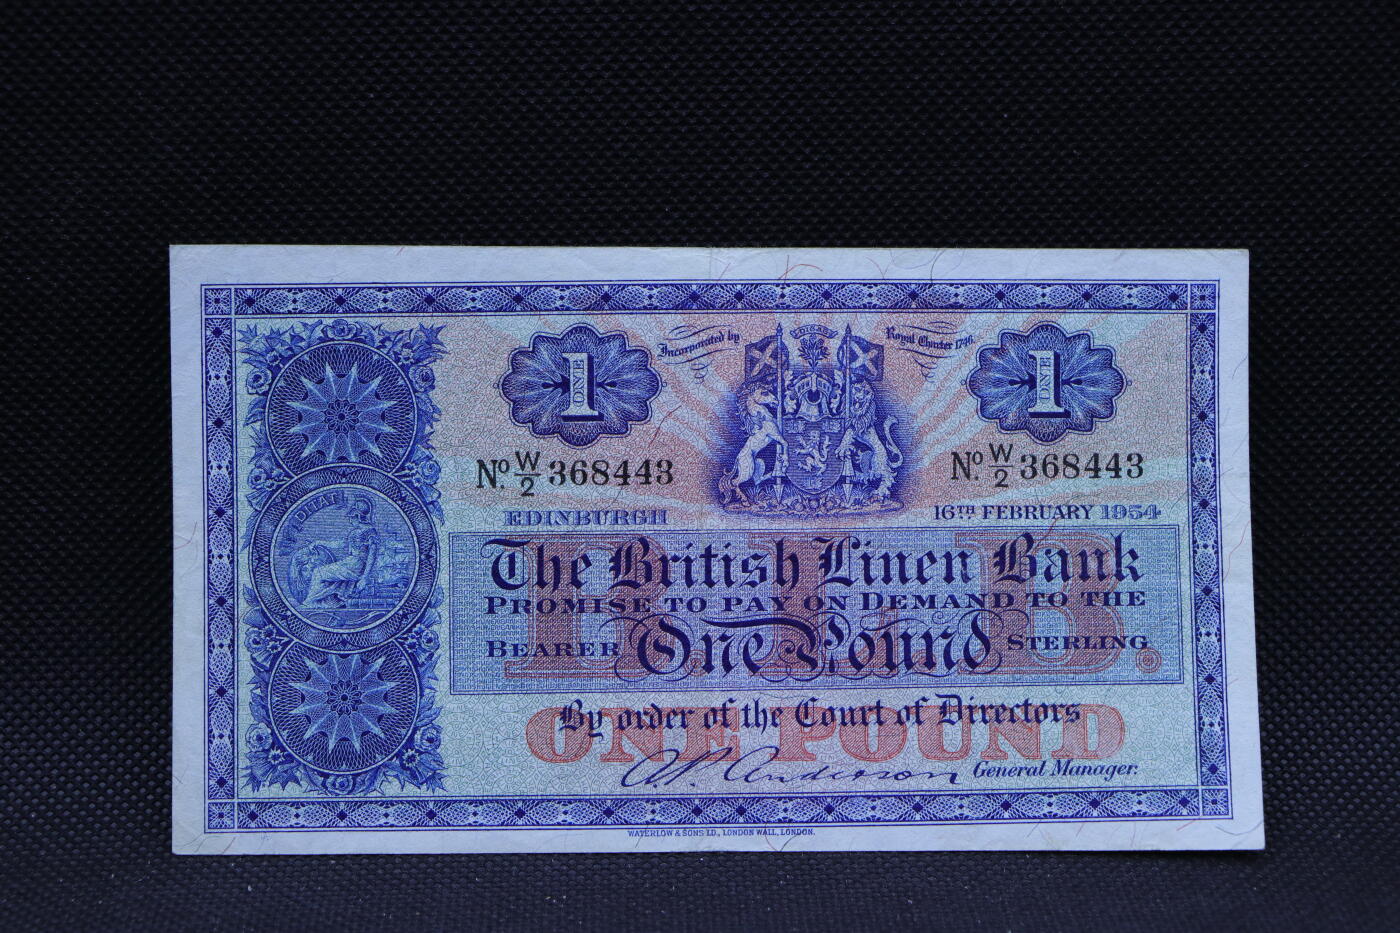 1 ONE
Incorporated by
Royal Charter 1746.
1 ONE
No. W/2 368443
No. W/2 368443
EDINBURGH
16TH FEBRUARY 1954
B.L.B.
The British Linen Bank
PROMISE TO PAY ON DEMAND TO THE
BEARER One Pound STERLING
ONE POUND
By order of the Court of Directors
A.P. Anderson General Manager.
WATERLOW & SONS LD., LONDON WALL, LONDON.